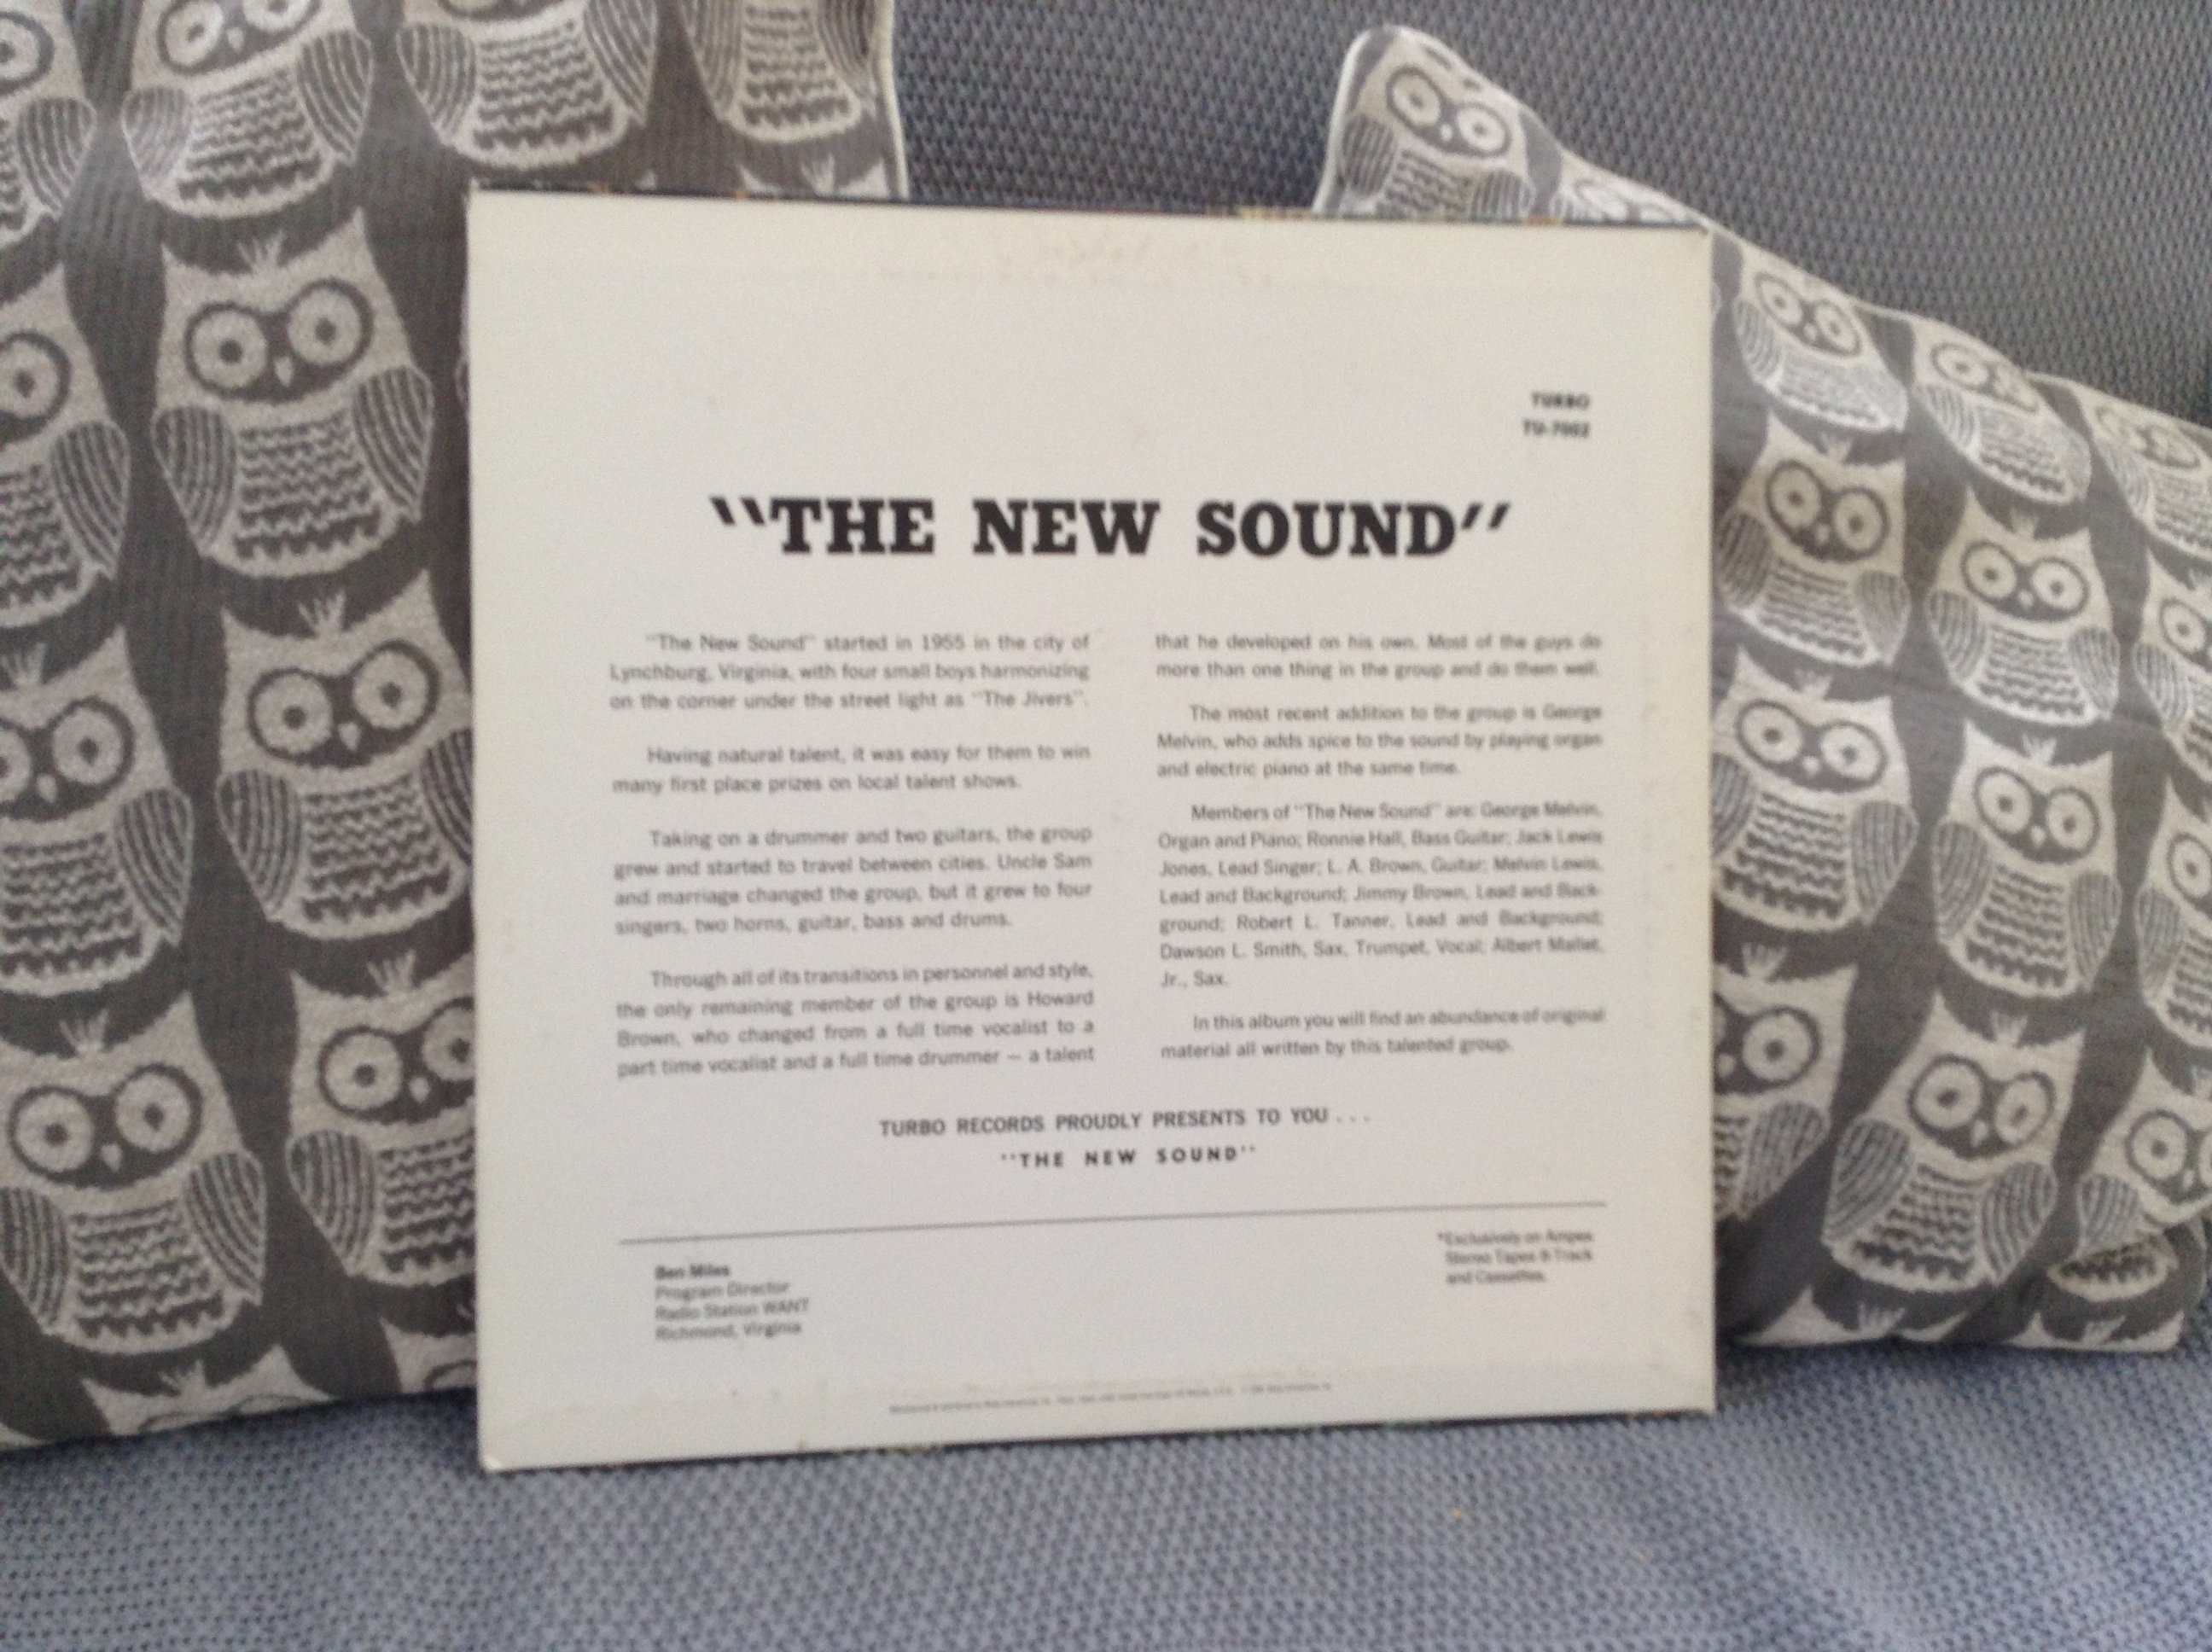 TURBO
TU-7002
"THE NEW SOUND"
"The New Sound" started in 1955 in the city of
Lynchburg, Virginia, with four small boys harmonizing
on the corner under the street light as "The Jivers".
Having natural talent, it was easy for them to win
many first place prizes on local talent shows.
Taking on a drummer and two guitars, the group
grew and started to travel between cities. Uncle Sam
and marriage changed the group, but it grew to four
singers, two horns, guitar, bass and drums.
Through all of its transitions in personnel and style,
the only remaining member of the group is Howard
Brown, who changed from a full time vocalist to a
part time vocalist and a full time drummer — a talent
that he developed on his own. Most of the guys do
more than one thing in the group and do them well.
The most recent addition to the group is George
Melvin, who adds spice to the sound by playing organ
and electric piano at the same time.
Members of "The New Sound" are: George Melvin,
Organ and Piano; Ronnie Hall, Bass Guitar; Jack Lewis
Jones, Lead Singer; L. A. Brown, Guitar; Melvin Lewis,
Lead and Background; Jimmy Brown, Lead and Back-
ground; Robert L. Tanner, Lead and Background;
Dawson L. Smith, Sax, Trumpet, Vocal; Albert Mallet,
Jr., Sax.
In this album you will find an abundance of original
material all written by this talented group.
TURBO RECORDS PROUDLY PRESENTS TO YOU . . .
"THE NEW SOUND"
Ben Miles
Program Director
Radio Station WANT
Richmond, Virginia
*Exclusively on Ampex
Stereo Tapes 8 Track
and Cassettes.